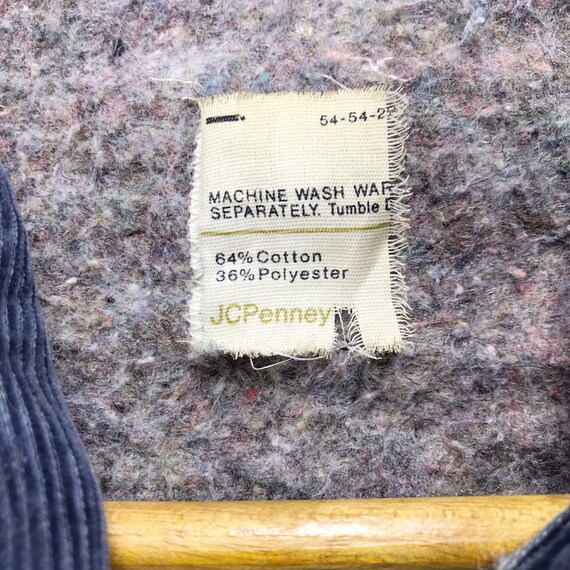 54-54-2
MACHINE WASH WAR
SEPARATELY. Tumble
64% Cotton
36% Polyester
JCPenney